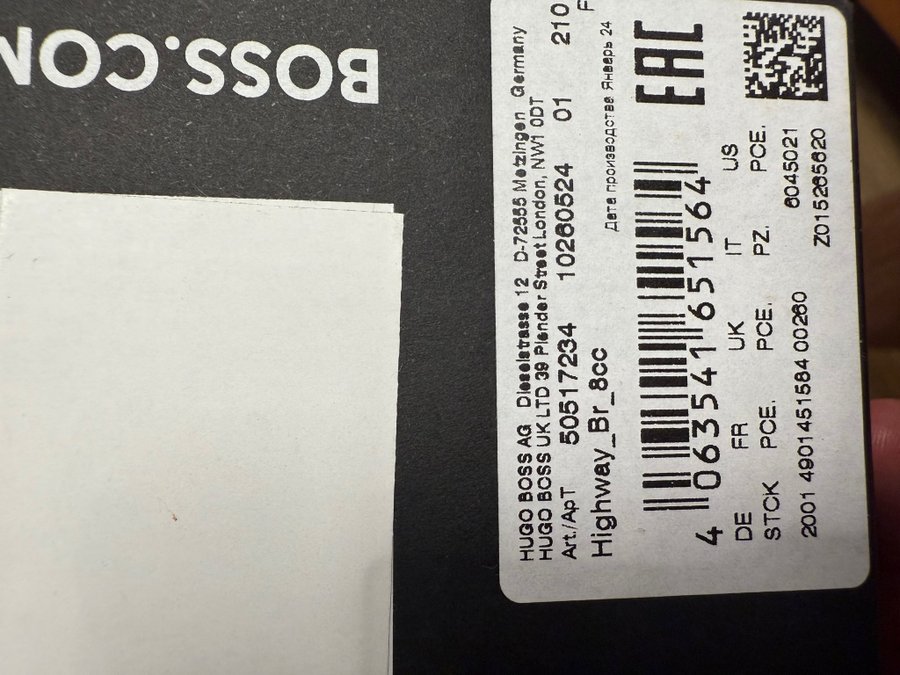 BOSS.COM
HUGO BOSS AG Dieselstrasse 12 D-72555 Metzingen Germany
HUGO BOSS UK LTD 39 Plender Street London, NW1 0DT
Art./АрТ 50517234 10260524 01 210
F
Highway_Br_8cc
Дата производства Январь 24
EAC
4 063541 651564
DE FR UK IT US
STCK PCE. PCE. PZ. PCE.
6045021
2001 4901451584 00260 Z015265620